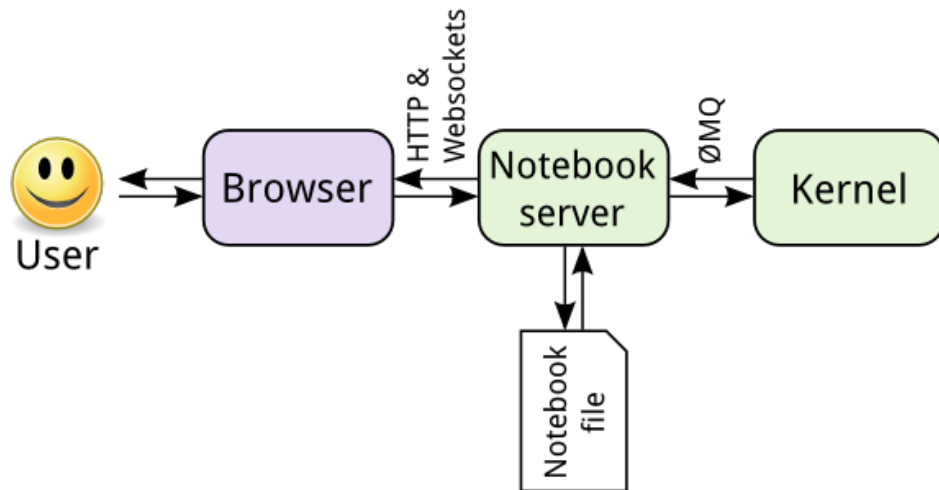 User
Browser
HTTP &
Websockets
Notebook
server
ØMQ
Kernel
Notebook
file